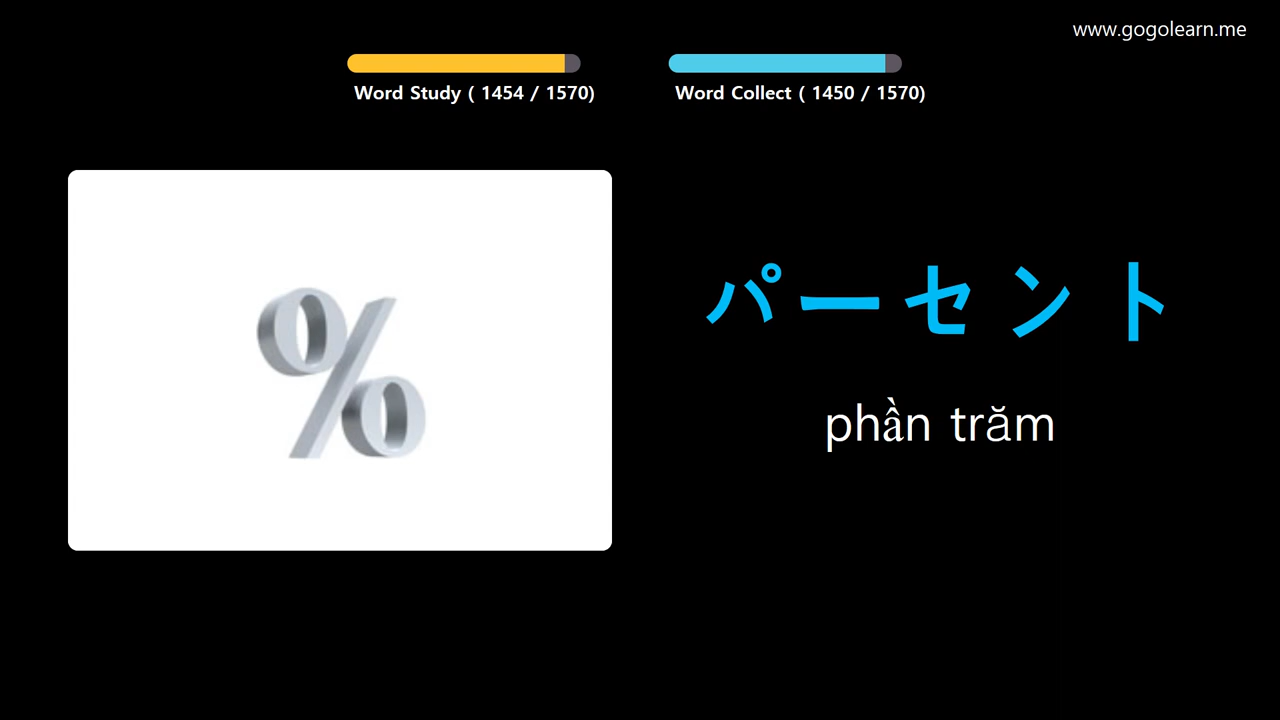 www.gogolearn.me
Word Study ( 1454 / 1570)
Word Collect ( 1450 / 1570)
%
パーセント
phần trăm